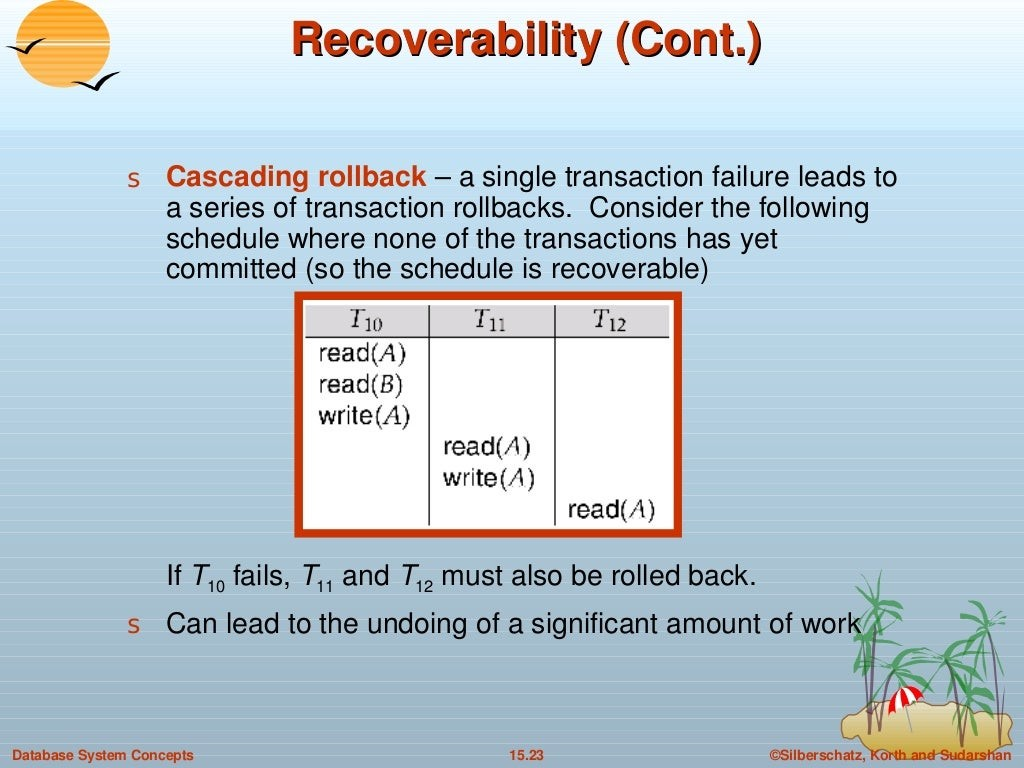 Recoverability (Cont.)
s Cascading rollback – a single transaction failure leads to
a series of transaction rollbacks.  Consider the following
schedule where none of the transactions has yet
committed (so the schedule is recoverable)
T10 T11 T12
read(A)
read(B)
write(A)
read(A)
write(A)
read(A)
If T10 fails, T11 and T12 must also be rolled back.
s Can lead to the undoing of a significant amount of work
Database System Concepts 15.23 ©Silberschatz, Korth and Sudarshan